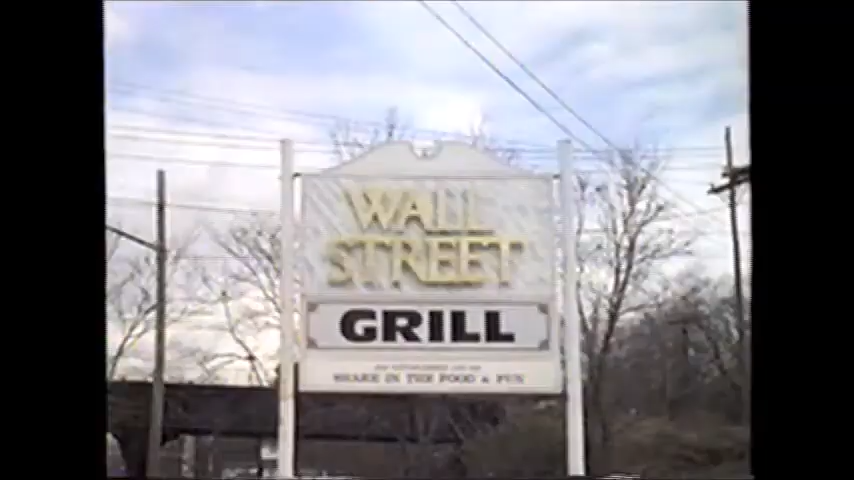 WALL
STREET
GRILL
SHARE IN THE FOOD & FUN